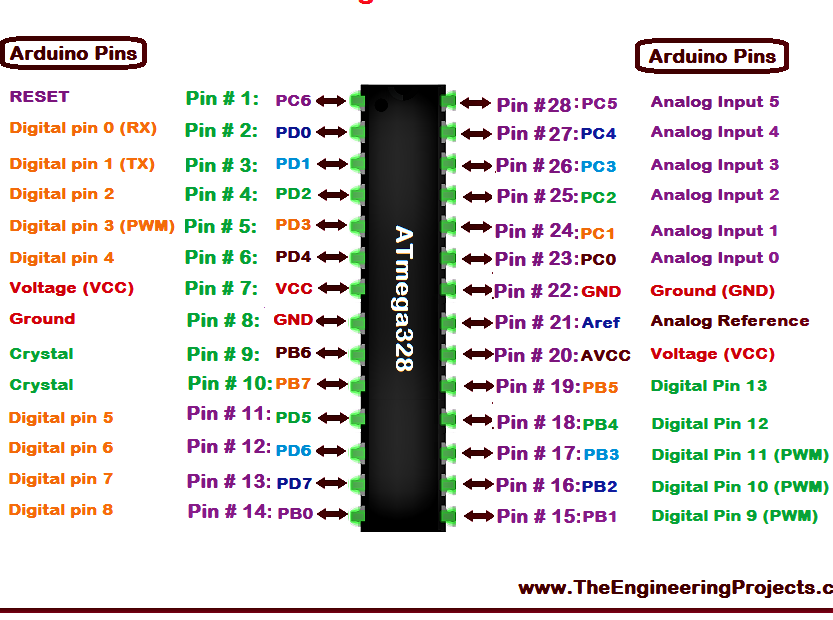 Arduino Pins
Arduino Pins
RESET Pin # 1: PC6 Pin #28: PC5 Analog Input 5
Digital pin 0 (RX) Pin # 2: PD0 Pin # 27: PC4 Analog Input 4
Digital pin 1 (TX) Pin # 3: PD1 Pin # 26: PC3 Analog Input 3
Digital pin 2 Pin # 4: PD2 Pin # 25: PC2 Analog Input 2
Digital pin 3 (PWM) Pin # 5: PD3 Pin # 24: PC1 Analog Input 1
Digital pin 4 Pin # 6: PD4 Pin # 23: PC0 Analog Input 0
Voltage (VCC) Pin # 7: VCC Pin # 22: GND Ground (GND)
Ground Pin # 8: GND Pin # 21: Aref Analog Reference
Crystal Pin # 9: PB6 Pin # 20: AVCC Voltage (VCC)
Crystal Pin # 10: PB7 Pin # 19: PB5 Digital Pin 13
Digital pin 5 Pin # 11: PD5 Pin # 18: PB4 Digital Pin 12
Digital pin 6 Pin # 12: PD6 Pin # 17: PB3 Digital Pin 11 (PWM)
Digital pin 7 Pin # 13: PD7 Pin # 16: PB2 Digital Pin 10 (PWM)
Digital pin 8 Pin # 14: PB0 Pin # 15: PB1 Digital Pin 9 (PWM)
ATmega328
www.TheEngineeringProjects.c